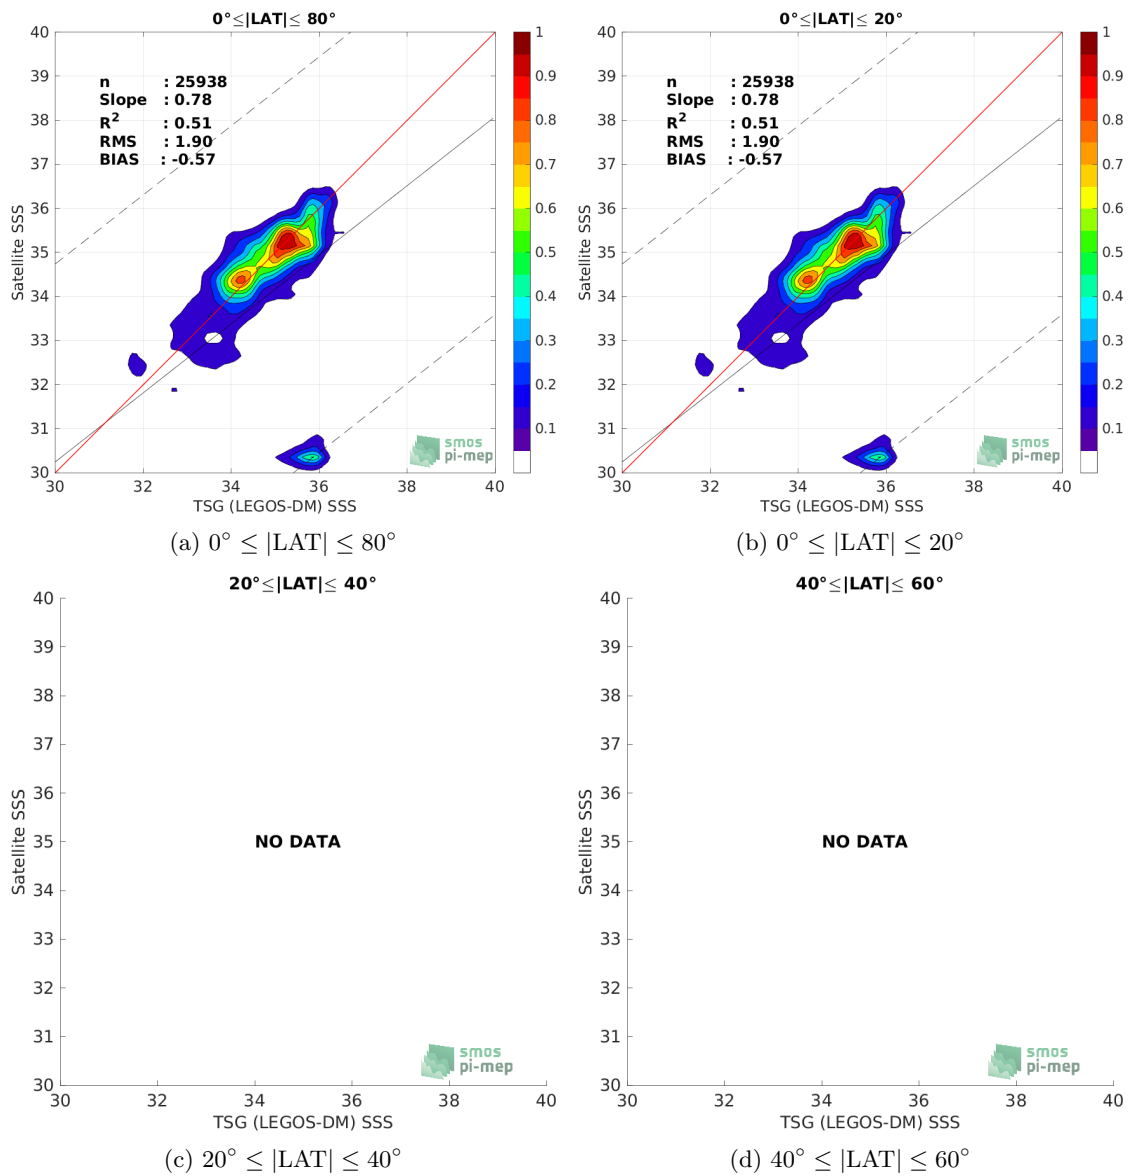 0°≤|LAT|≤ 80°
40
39
38
37
36
35
34
33
32
31
30
Satellite SSS
n : 25938
Slope : 0.78
R2 : 0.51
RMS : 1.90
BIAS : -0.57
smos
pi-mep
30 32 34 36 38 40
TSG (LEGOS-DM) SSS
1
0.9
0.8
0.7
0.6
0.5
0.4
0.3
0.2
0.1
(a) 0° ≤ |LAT| ≤ 80°
0°≤|LAT|≤ 20°
40
39
38
37
36
35
34
33
32
31
30
Satellite SSS
n : 25938
Slope : 0.78
R2 : 0.51
RMS : 1.90
BIAS : -0.57
smos
pi-mep
30 32 34 36 38 40
TSG (LEGOS-DM) SSS
1
0.9
0.8
0.7
0.6
0.5
0.4
0.3
0.2
0.1
(b) 0° ≤ |LAT| ≤ 20°
20°≤|LAT|≤ 40°
40
39
38
37
36
35
34
33
32
31
30
Satellite SSS
NO DATA
smos
pi-mep
30 32 34 36 38 40
TSG (LEGOS-DM) SSS
(c) 20° ≤ |LAT| ≤ 40°
40°≤|LAT|≤ 60°
40
39
38
37
36
35
34
33
32
31
30
Satellite SSS
NO DATA
smos
pi-mep
30 32 34 36 38 40
TSG (LEGOS-DM) SSS
(d) 40° ≤ |LAT| ≤ 60°